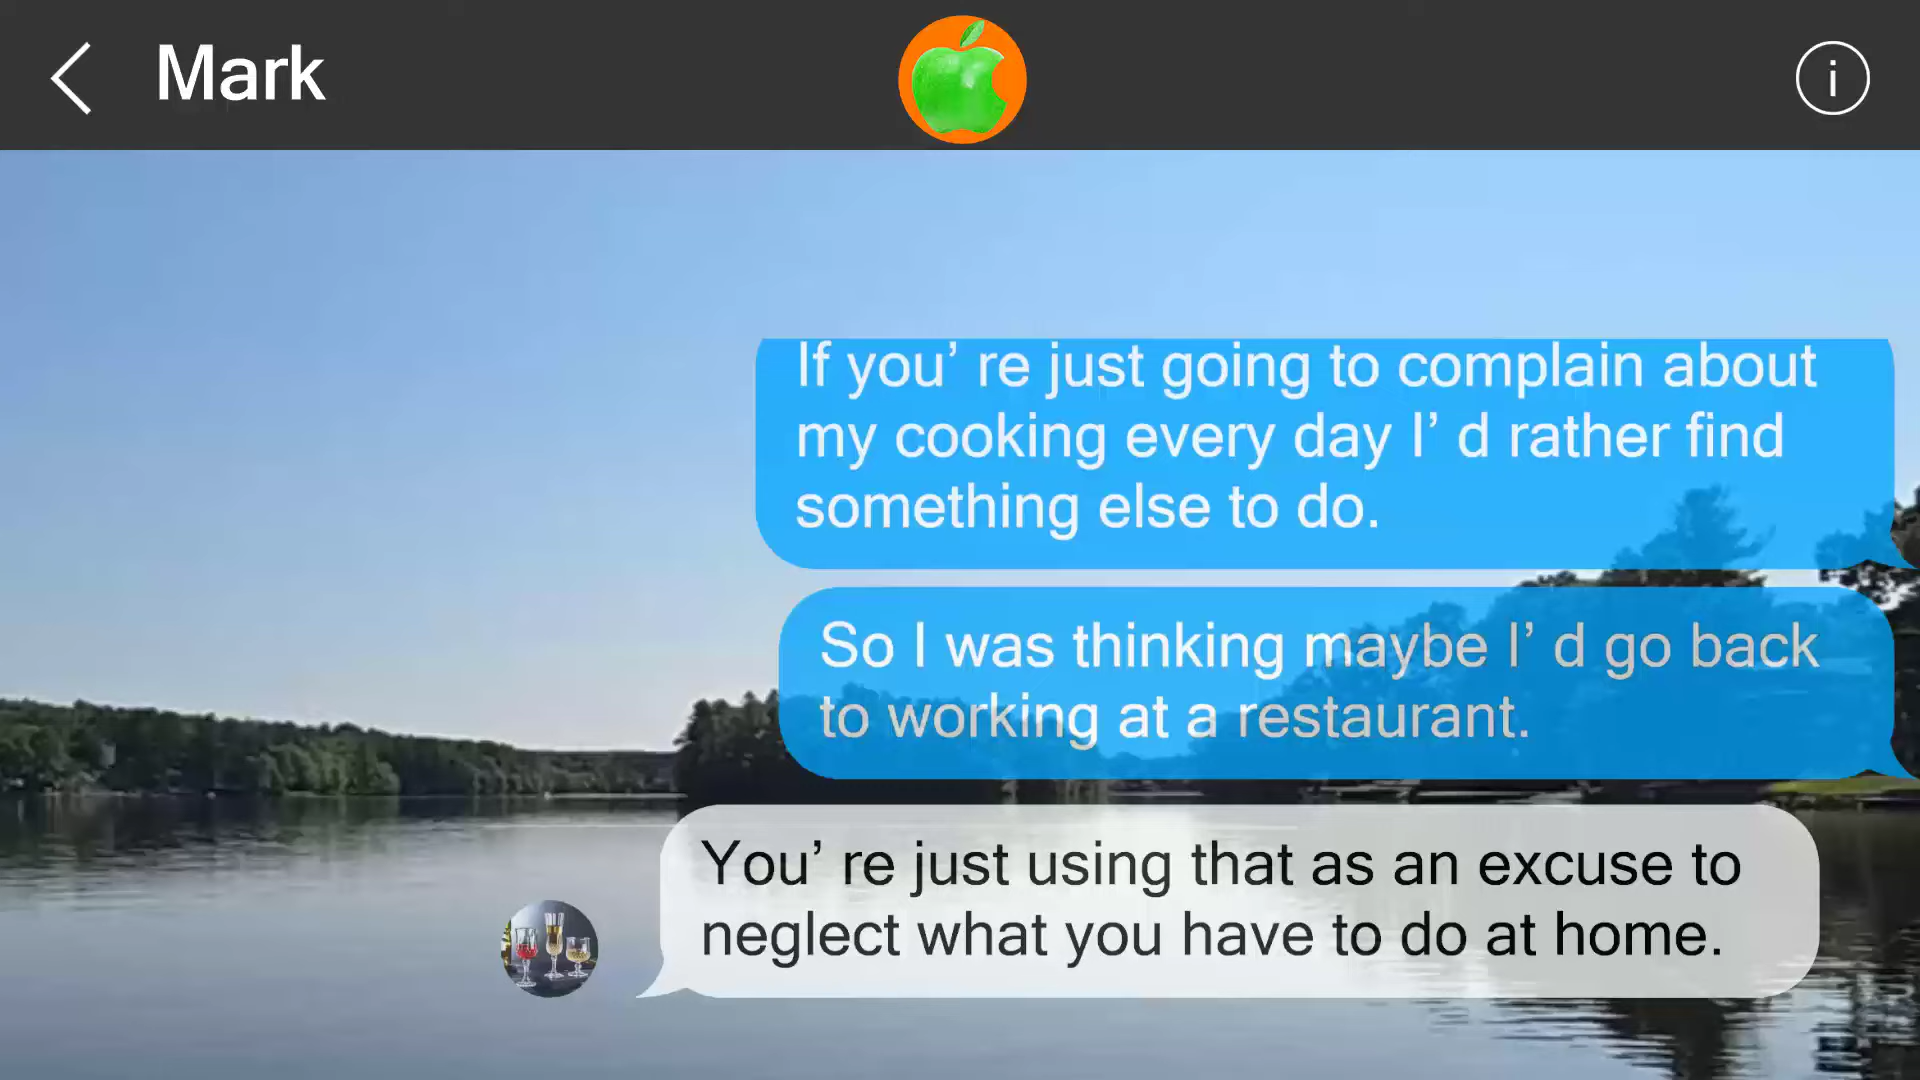 Mark
i
If you’ re just going to complain about
my cooking every day I’ d rather find
something else to do.
So I was thinking maybe I’ d go back
to working at a restaurant.
You’ re just using that as an excuse to
neglect what you have to do at home.